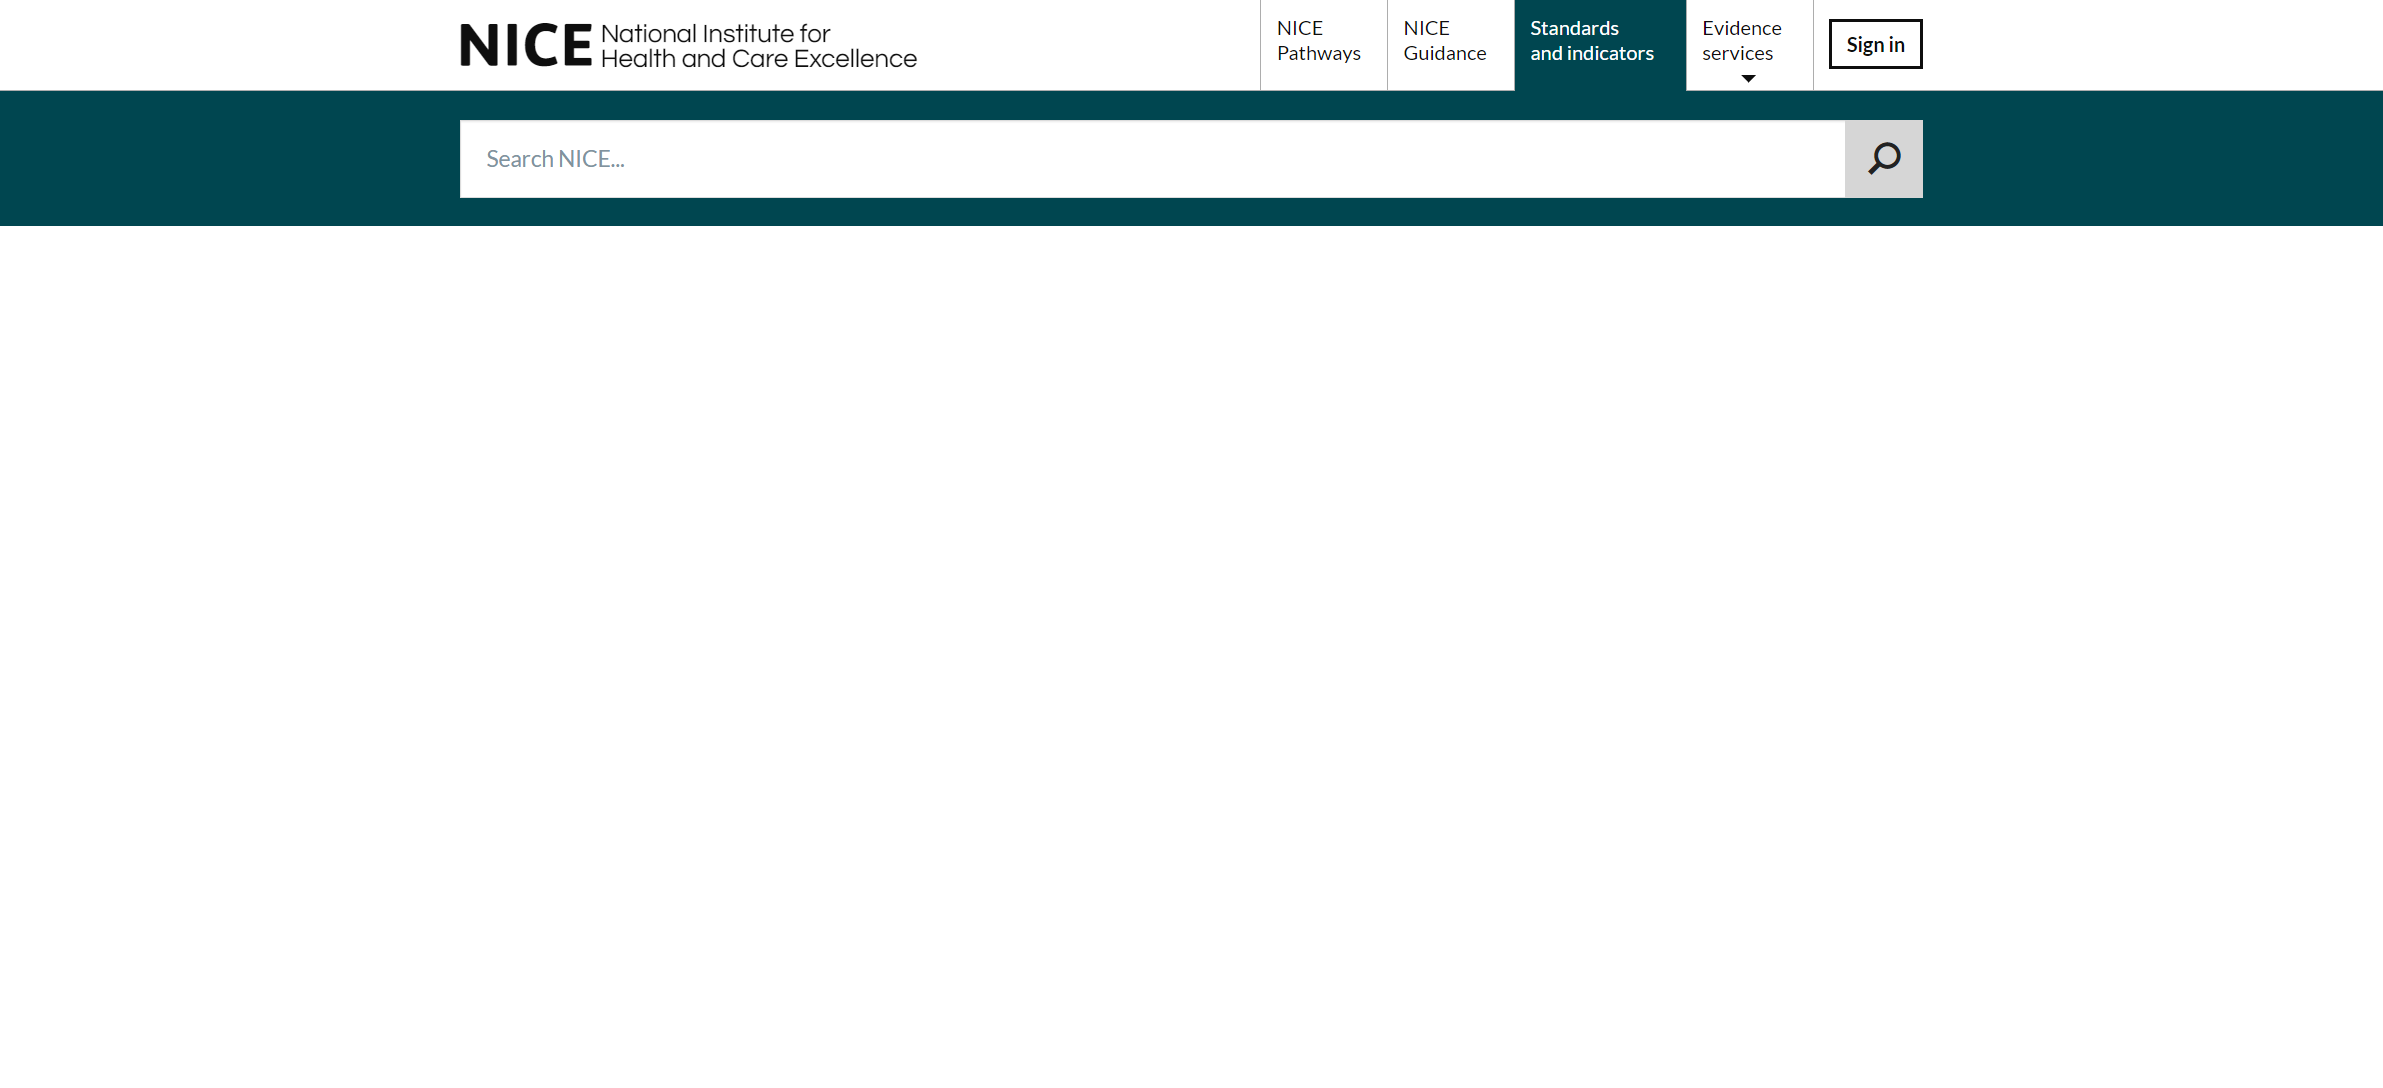 NICE National Institute for
Health and Care Excellence
NICE
Pathways
NICE
Guidance
Standards
and indicators
Evidence
services
Sign in
Search NICE...